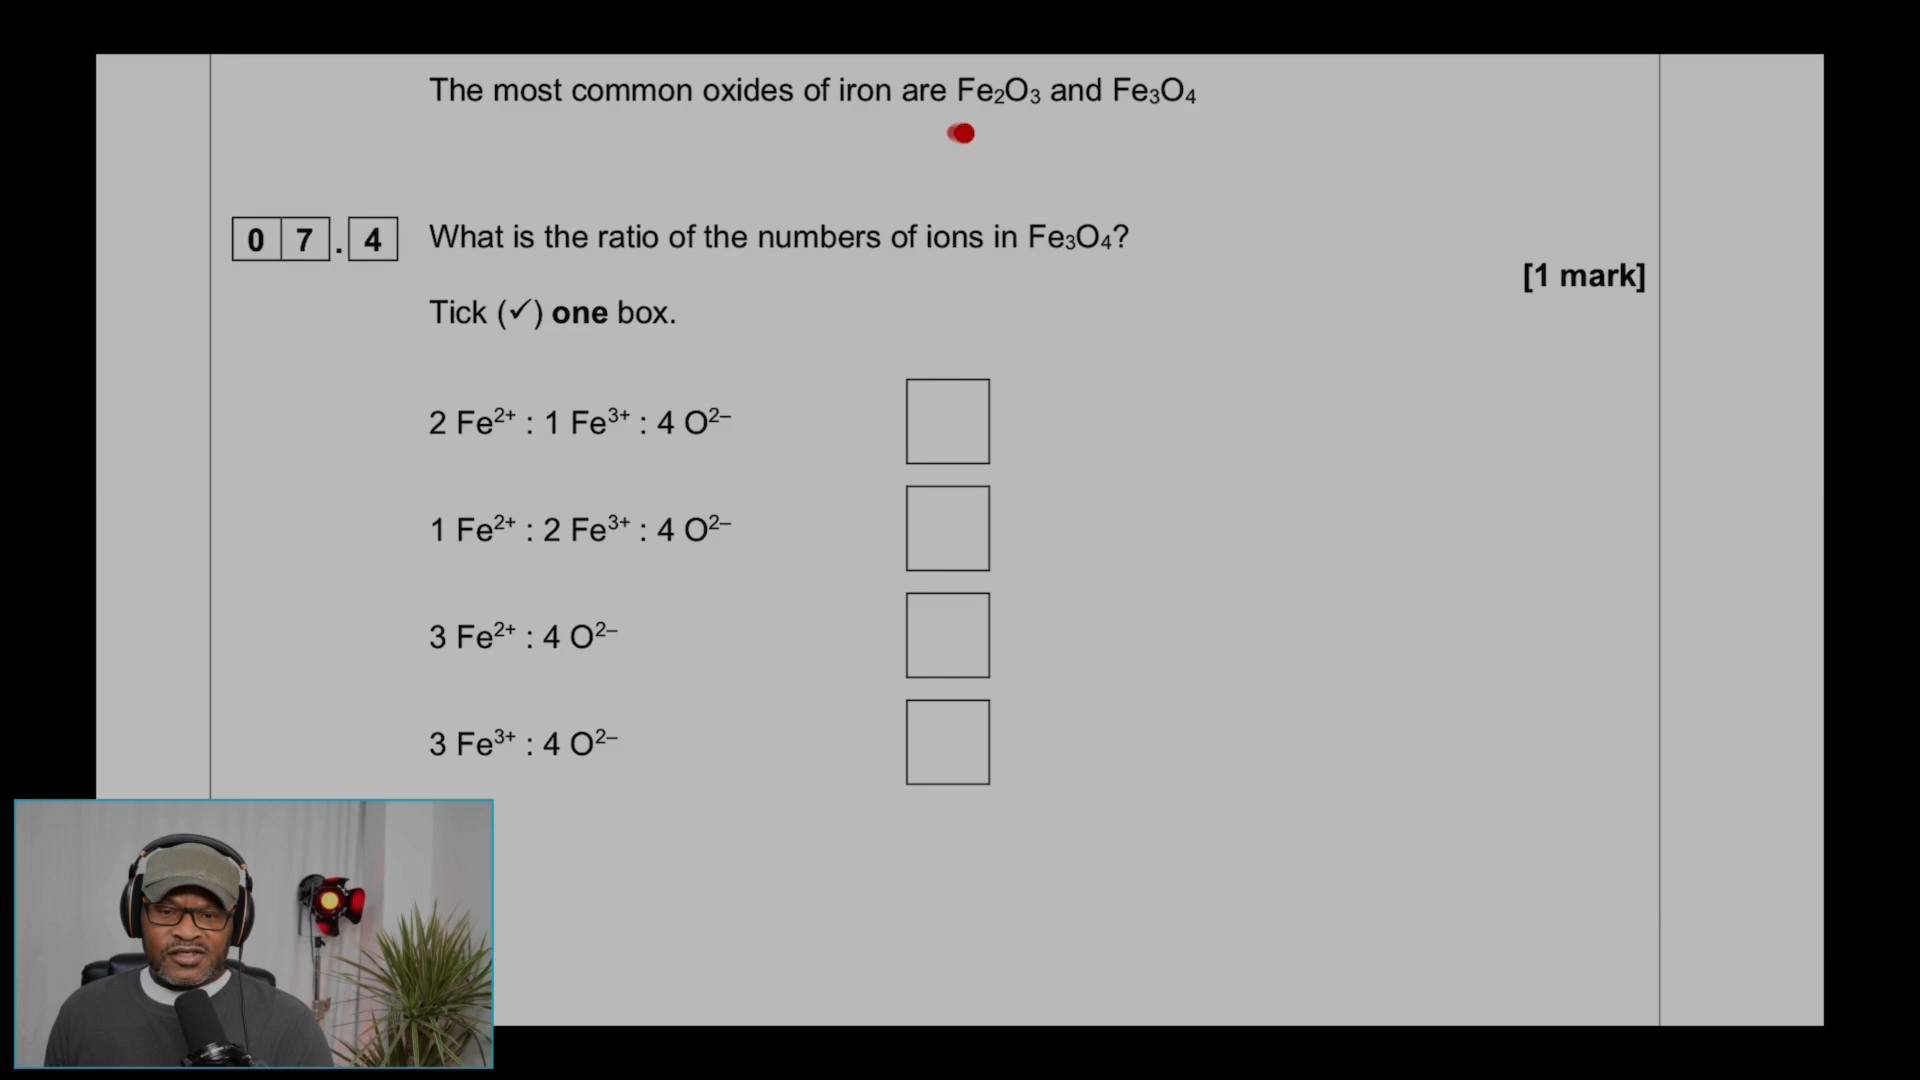 The most common oxides of iron are Fe₂O₃ and Fe₃O₄
0 7 . 4 What is the ratio of the numbers of ions in Fe₃O₄?
[1 mark]
Tick (✓) one box.
2 Fe²⁺ : 1 Fe³⁺ : 4 O²⁻
1 Fe²⁺ : 2 Fe³⁺ : 4 O²⁻
3 Fe²⁺ : 4 O²⁻
3 Fe³⁺ : 4 O²⁻